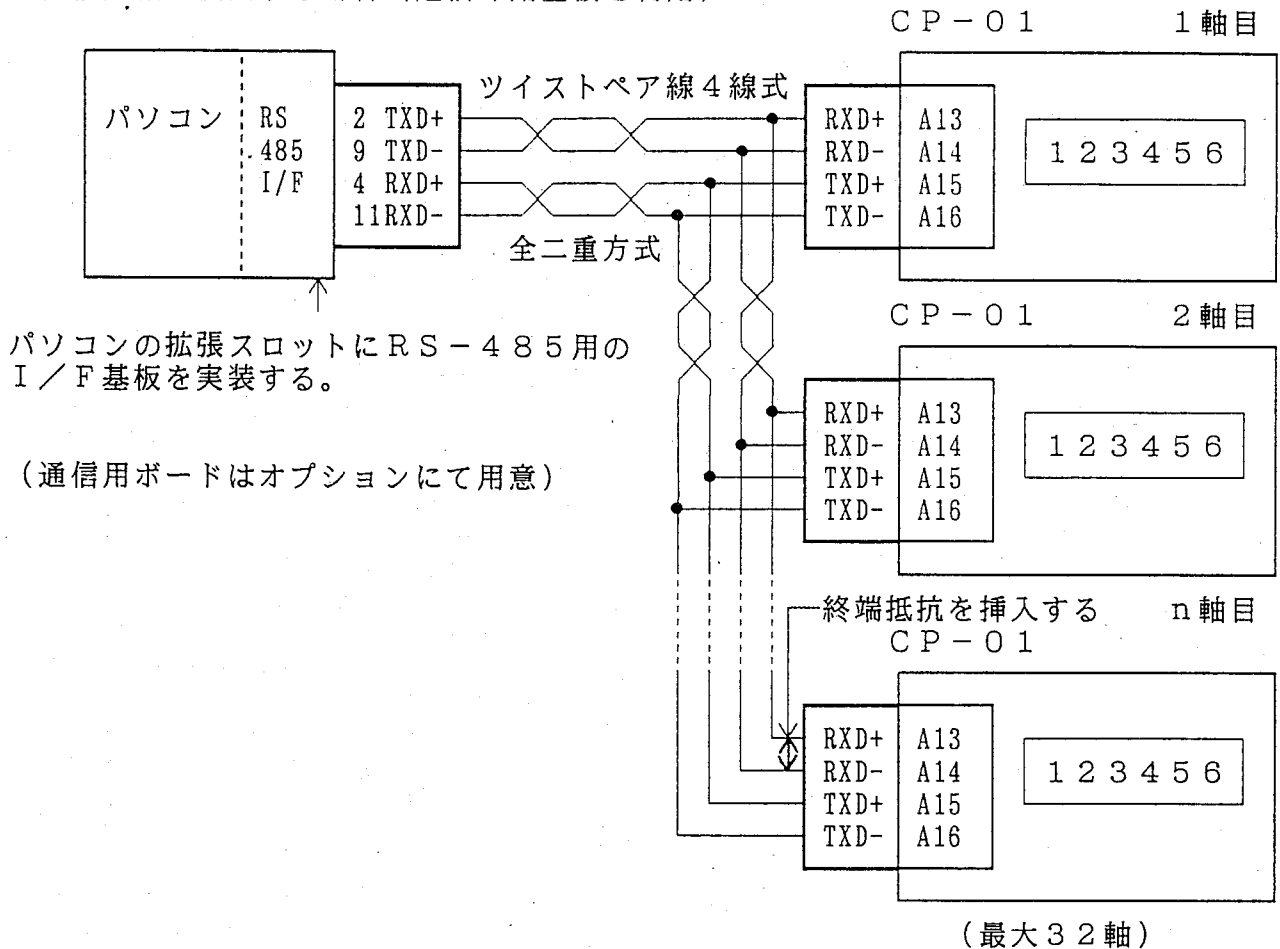 CP-01 1軸目
ツイストペア線4線式
パソコン
RS
485
I/F
2 TXD+
9 TXD-
4 RXD+
11RXD-
全二重方式
RXD+ A13
RXD- A14
TXD+ A15
TXD- A16
123456
パソコンの拡張スロットにRS-485用の
I/F基板を実装する。
(通信用ボードはオプションにて用意)
CP-01 2軸目
RXD+ A13
RXD- A14
TXD+ A15
TXD- A16
123456
終端抵抗を挿入する n軸目
CP-01
RXD+ A13
RXD- A14
TXD+ A15
TXD- A16
123456
(最大32軸)